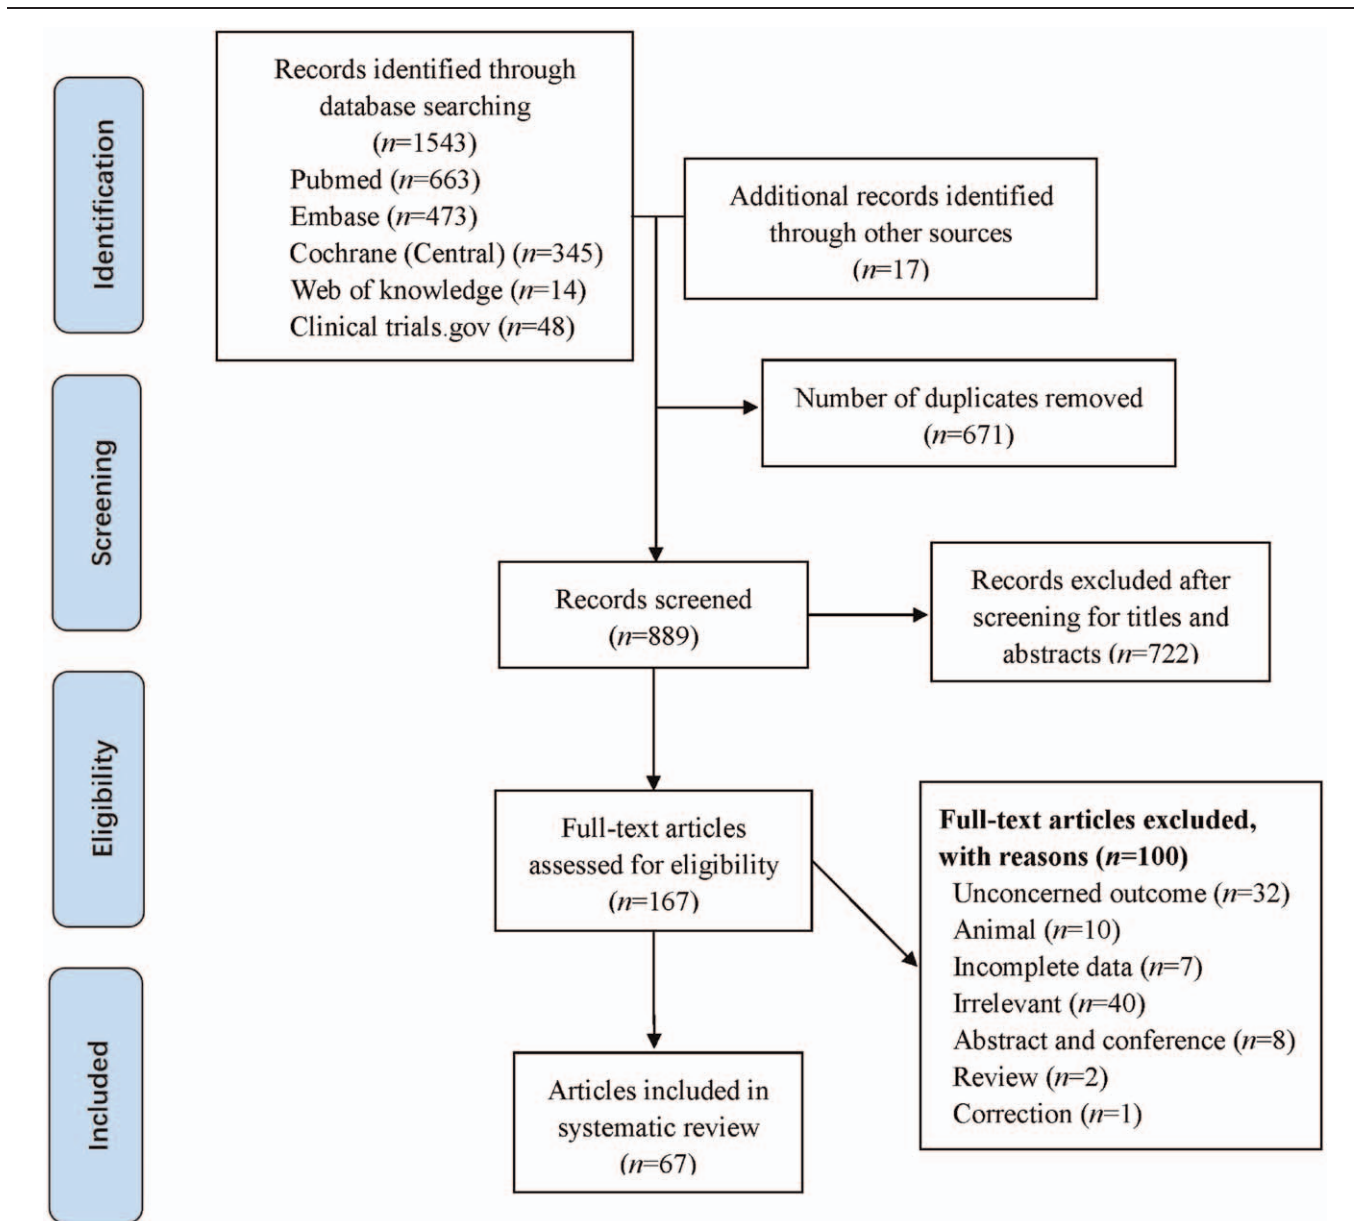 Identification
Records identified through
database searching
(n=1543)
Pubmed (n=663)
Embase (n=473)
Cochrane (Central) (n=345)
Web of knowledge (n=14)
Clinical trials.gov (n=48)
Additional records identified
through other sources
(n=17)
Number of duplicates removed
(n=671)
Screening
Records screened
(n=889)
Records excluded after
screening for titles and
abstracts (n=722)
Eligibility
Full-text articles
assessed for eligibility
(n=167)
Full-text articles excluded,
with reasons (n=100)
Unconcerned outcome (n=32)
Animal (n=10)
Incomplete data (n=7)
Irrelevant (n=40)
Abstract and conference (n=8)
Review (n=2)
Correction (n=1)
Included
Articles included in
systematic review
(n=67)